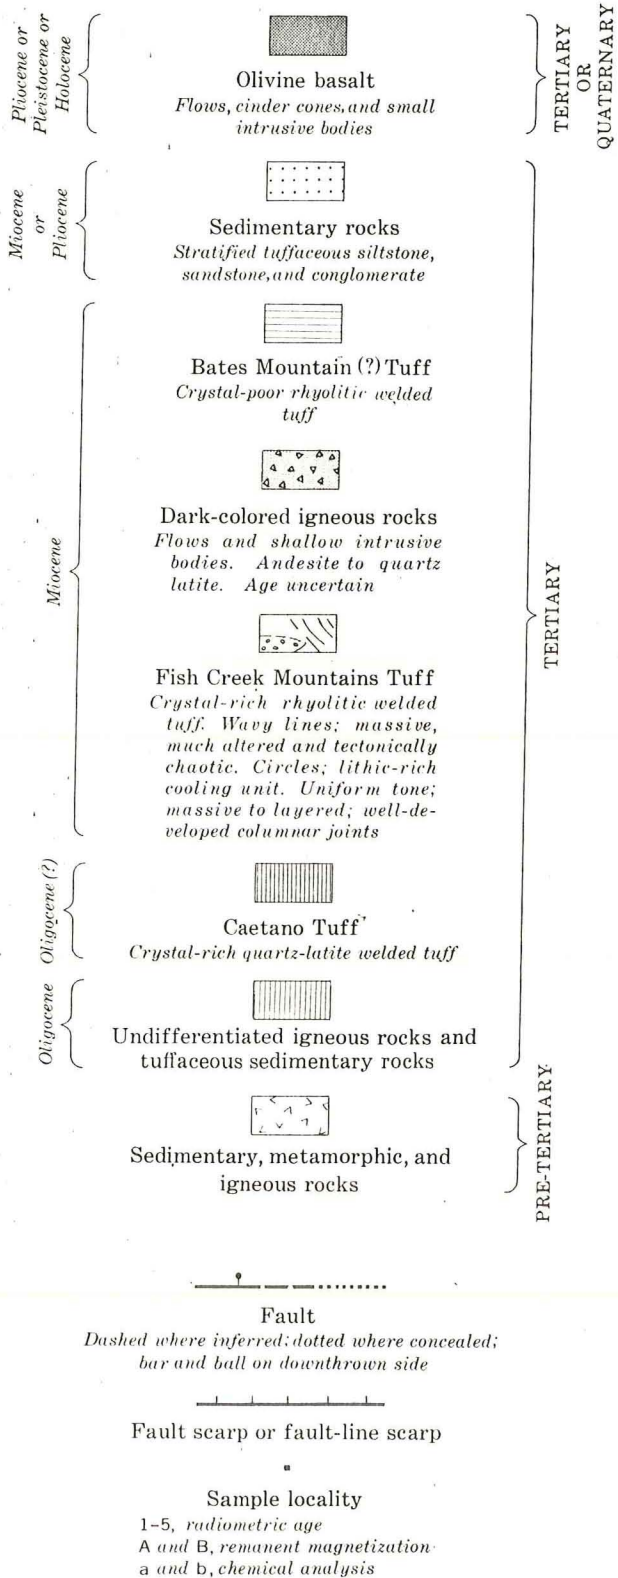 Pliocene or
Pleistocene or
Holocene
Olivine basalt
Flows, cinder cones, and small
intrusive bodies
TERTIARY
OR
QUATERNARY
Miocene
or
Pliocene
Sedimentary rocks
Stratified tuffaceous siltstone,
sandstone, and conglomerate
Bates Mountain (?) Tuff
Crystal-poor rhyolitic welded
tuff
Dark-colored igneous rocks
Flows and shallow intrusive
bodies. Andesite to quartz
latite. Age uncertain
Miocene
TERTIARY
Fish Creek Mountains Tuff
Crystal-rich rhyolitic welded
tuff. Wavy lines; massive,
much altered and tectonically
chaotic. Circles; lithic-rich
cooling unit. Uniform tone;
massive to layered; well-de-
veloped columnar joints
Oligocene (?)
Caetano Tuff
Crystal-rich quartz-latite welded tuff
Oligocene
Undifferentiated igneous rocks and
tuffaceous sedimentary rocks
Sedimentary, metamorphic, and
igneous rocks
PRE-TERTIARY
Fault
Dashed where inferred; dotted where concealed;
bar and ball on downthrown side
Fault scarp or fault-line scarp
Sample locality
1-5, radiometric age
A and B, remanent magnetization
a and b, chemical analysis